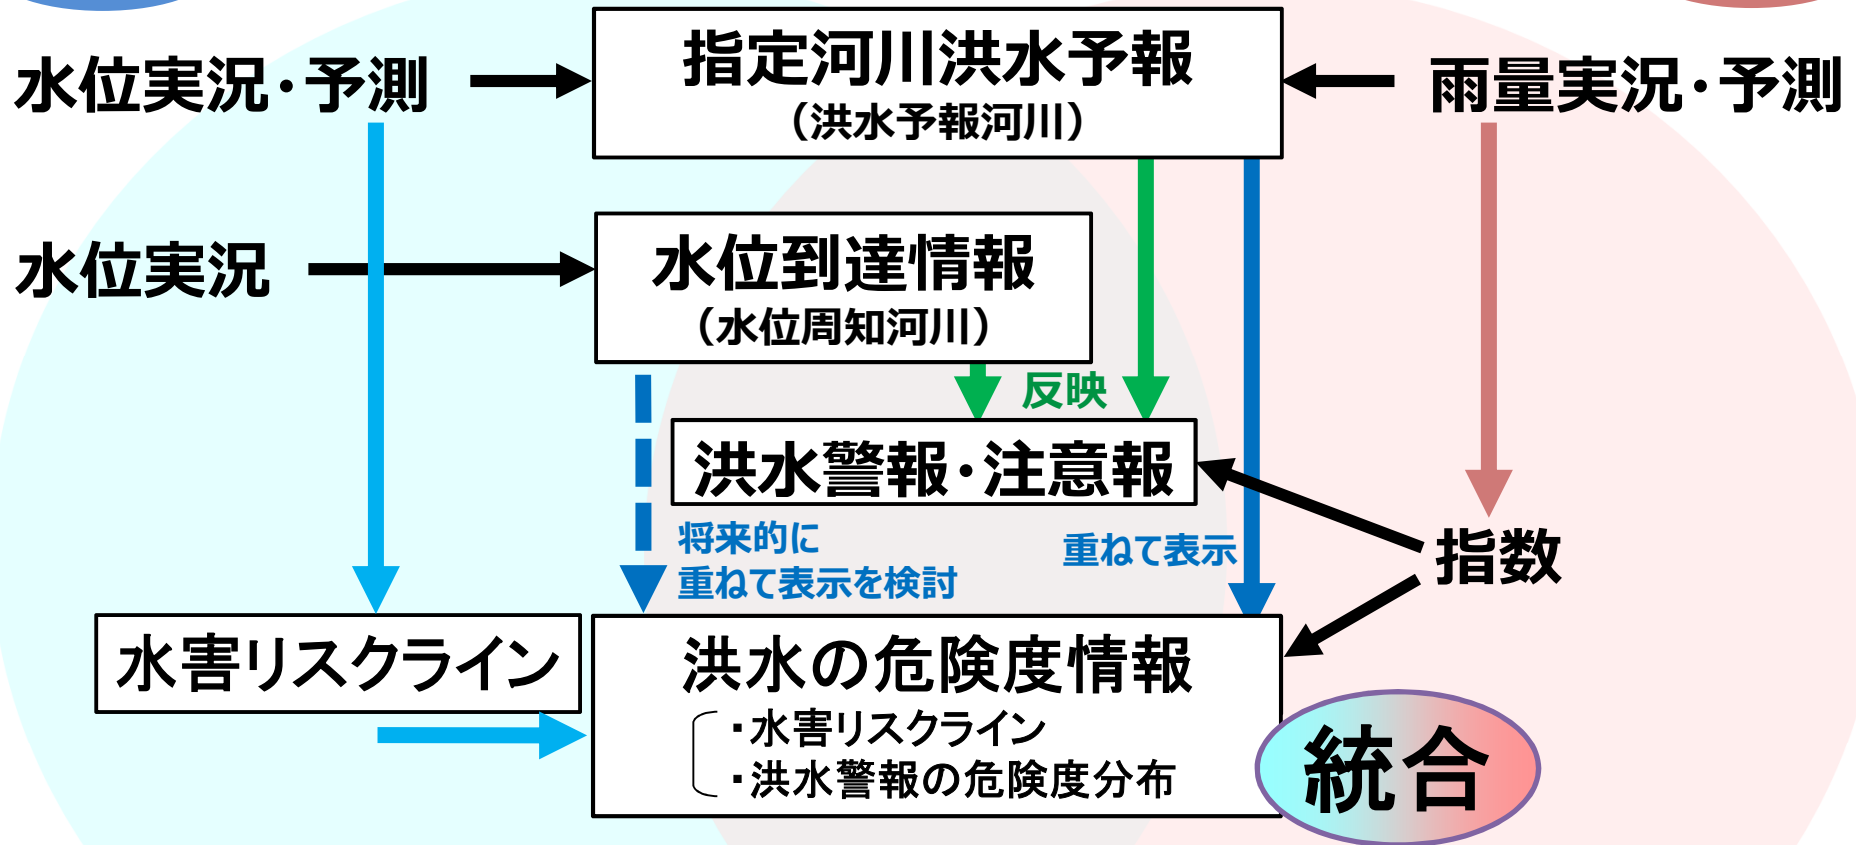 水位実況・予測
指定河川洪水予報
（洪水予報河川）
雨量実況・予測
水位実況
水位到達情報
（水位周知河川）
反映
洪水警報・注意報
将来的に
重ねて表示を検討
重ねて表示
指数
水害リスクライン
洪水の危険度情報
・水害リスクライン
・洪水警報の危険度分布
統合